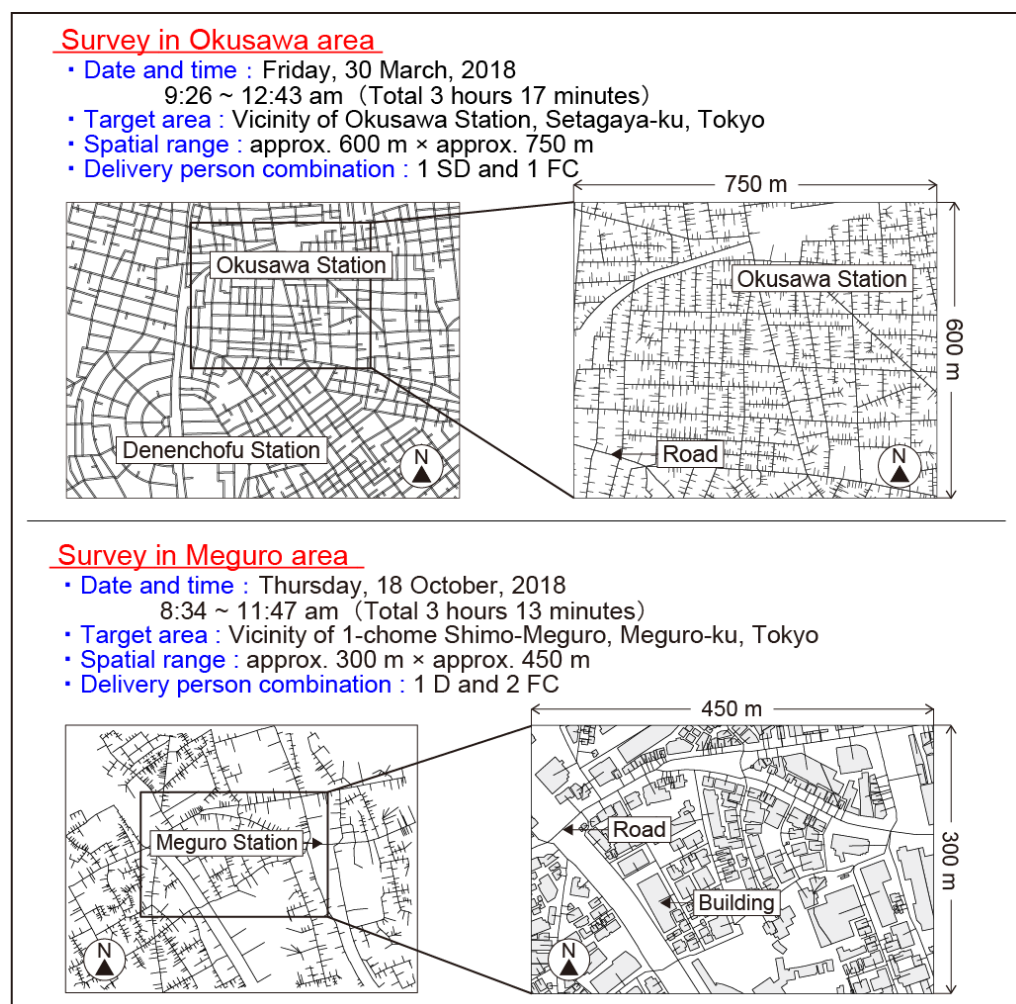 Survey in Okusawa area
・Date and time : Friday, 30 March, 2018
9:26 ~ 12:43 am（Total 3 hours 17 minutes）
・Target area : Vicinity of Okusawa Station, Setagaya-ku, Tokyo
・Spatial range : approx. 600 m × approx. 750 m
・Delivery person combination : 1 SD and 1 FC
750 m
Okusawa Station
Okusawa Station
600 m
Denenchofu Station
Road
N
N
Survey in Meguro area
・Date and time : Thursday, 18 October, 2018
8:34 ~ 11:47 am（Total 3 hours 13 minutes）
・Target area : Vicinity of 1-chome Shimo-Meguro, Meguro-ku, Tokyo
・Spatial range : approx. 300 m × approx. 450 m
・Delivery person combination : 1 D and 2 FC
450 m
Meguro Station
Road
300 m
Building
N
N